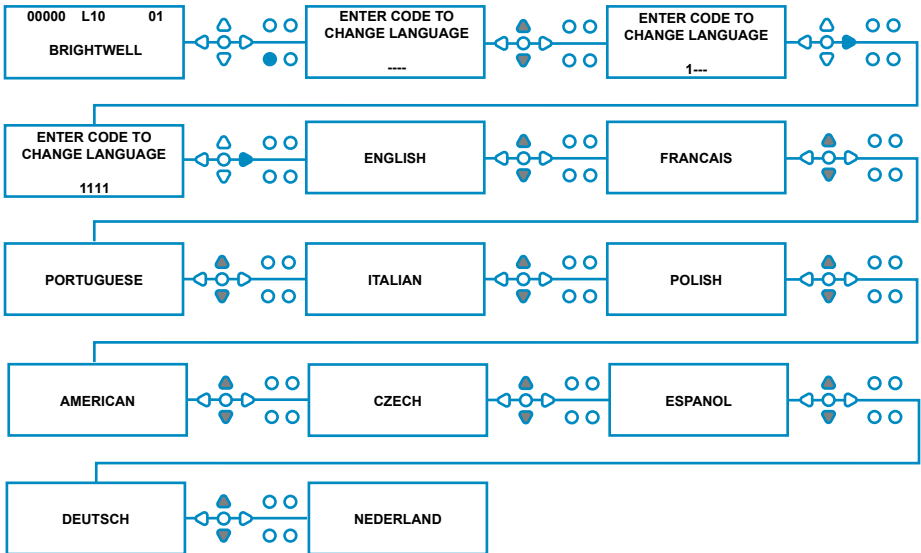 00000 L10 01
BRIGHTWELL
ENTER CODE TO
CHANGE LANGUAGE
----
ENTER CODE TO
CHANGE LANGUAGE
1---
ENTER CODE TO
CHANGE LANGUAGE
1111
ENGLISH
FRANCAIS
PORTUGUESE
ITALIAN
POLISH
AMERICAN
CZECH
ESPANOL
DEUTSCH
NEDERLAND